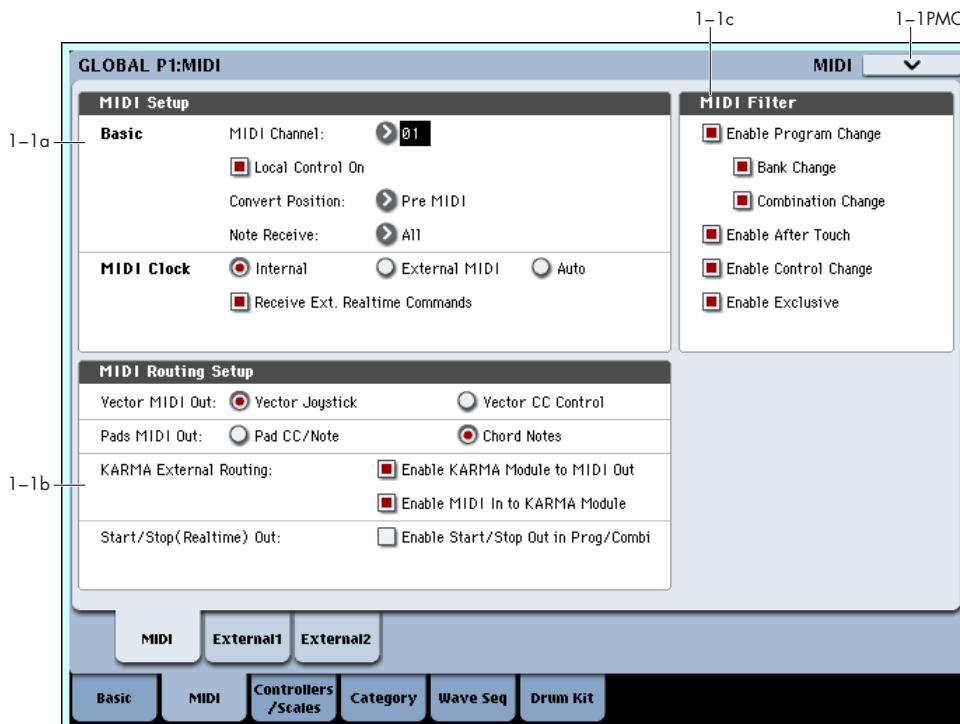 1–1c 1–1PMC
GLOBAL P1:MIDI MIDI
MIDI Setup
1–1a
Basic MIDI Channel: 01
Local Control On
Convert Position: Pre MIDI
Note Receive: All
MIDI Clock Internal External MIDI Auto
Receive Ext. Realtime Commands
MIDI Filter
Enable Program Change
Bank Change
Combination Change
Enable After Touch
Enable Control Change
Enable Exclusive
MIDI Routing Setup
Vector MIDI Out: Vector Joystick Vector CC Control
Pads MIDI Out: Pad CC/Note Chord Notes
1–1b
KARMA External Routing: Enable KARMA Module to MIDI Out
Enable MIDI In to KARMA Module
Start/Stop(Realtime) Out: Enable Start/Stop Out in Prog/Combi
MIDI External1 External2
Basic MIDI Controllers /Scales Category Wave Seq Drum Kit